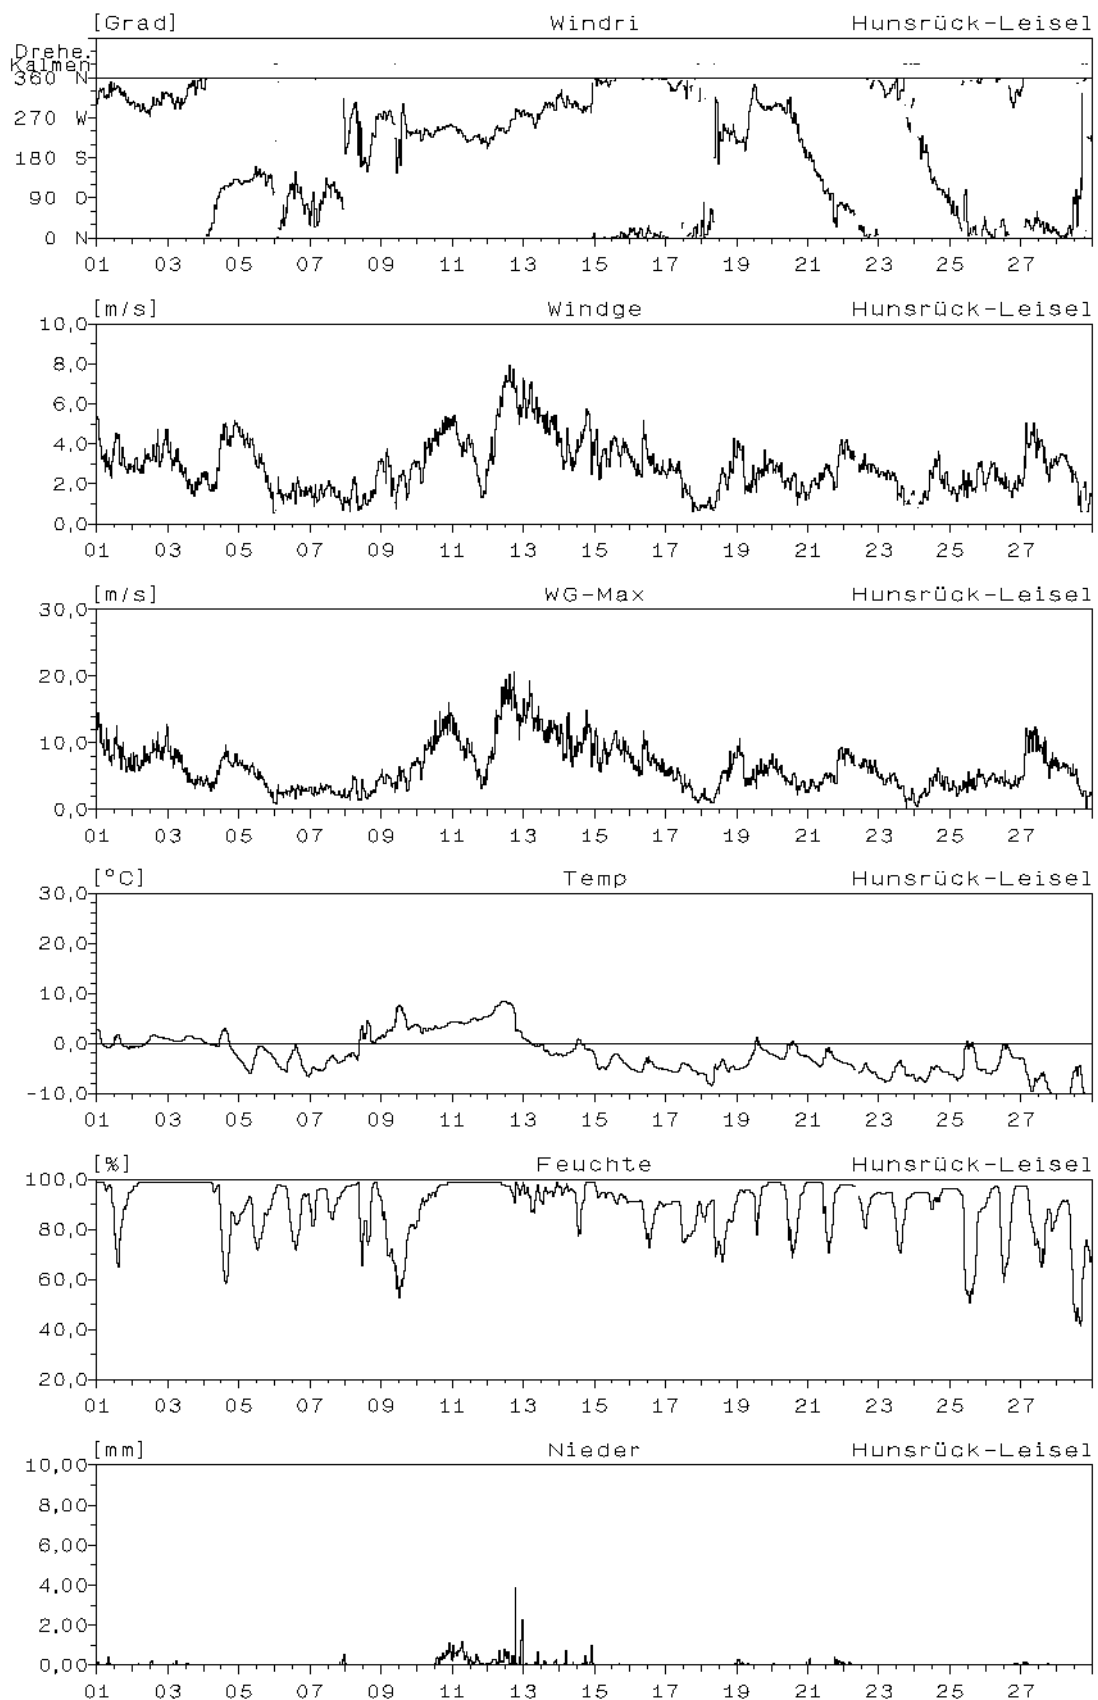 [Grad] Windri Hunsrück-Leisel
Drehe.
Kalmen
360 N
270 W
180 S
90 O
0 N
01 03 05 07 09 11 13 15 17 19 21 23 25 27
[m/s] Windge Hunsrück-Leisel
10,0
8,0
6,0
4,0
2,0
0,0
01 03 05 07 09 11 13 15 17 19 21 23 25 27
[m/s] WG-Max Hunsrück-Leisel
30,0
20,0
10,0
0,0
01 03 05 07 09 11 13 15 17 19 21 23 25 27
[°C] Temp Hunsrück-Leisel
30,0
20,0
10,0
0,0
-10,0
01 03 05 07 09 11 13 15 17 19 21 23 25 27
[%] Feuchte Hunsrück-Leisel
100,0
80,0
60,0
40,0
20,0
01 03 05 07 09 11 13 15 17 19 21 23 25 27
[mm] Nieder Hunsrück-Leisel
10,00
8,00
6,00
4,00
2,00
0,00
01 03 05 07 09 11 13 15 17 19 21 23 25 27